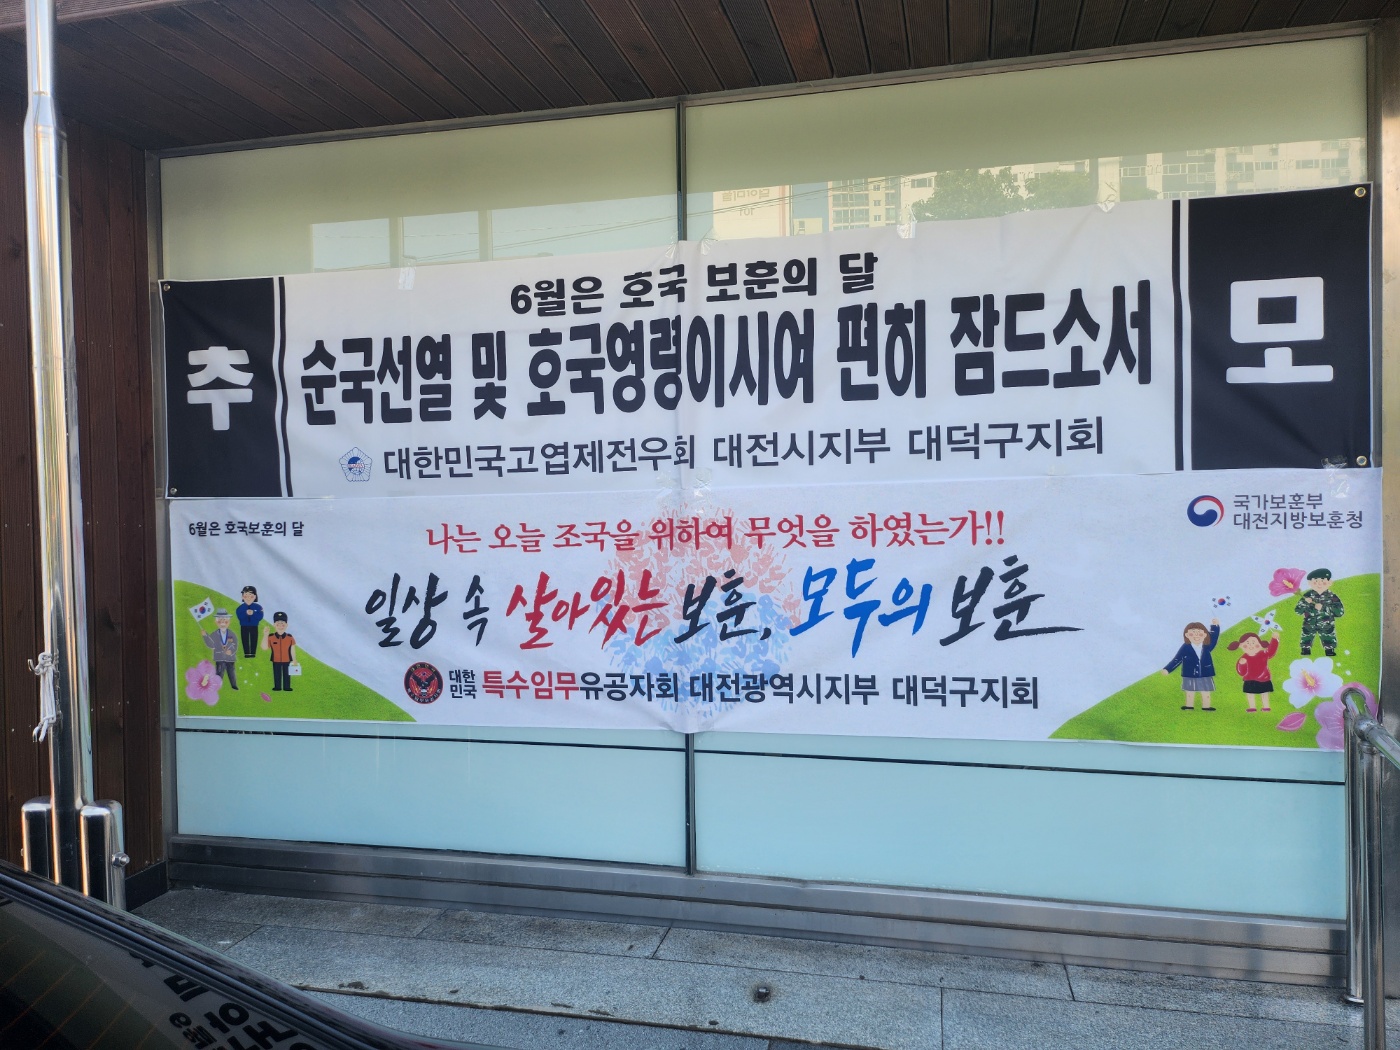 추
6월은 호국 보훈의 달
순국선열 및 호국영령이시여 편히 잠드소서
대한민국고엽제전우회 대전시지부 대덕구지회
모
6월은 호국보훈의 달
국가보훈부
대전지방보훈청
나는 오늘 조국을 위하여 무엇을 하였는가!!
일상 속 살아있는 보훈, 모두의 보훈
대한
민국
특수임무유공자회 대전광역시지부 대덕구지회